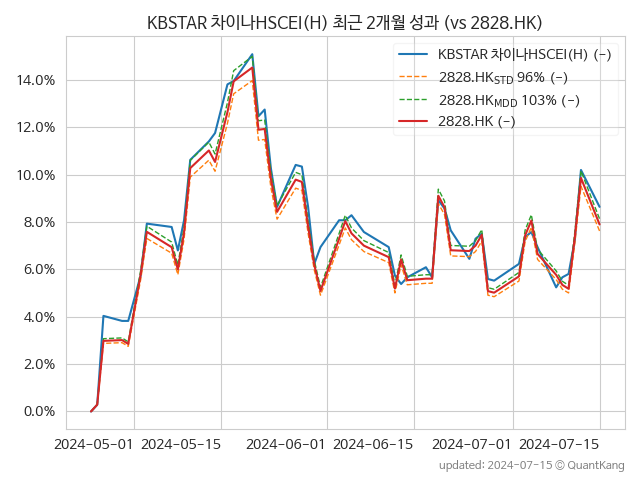 KBSTAR 차이나HSCEI(H) 최근 2개월 성과 (vs 2828.HK)
KBSTAR 차이나HSCEI(H) (−)
2828.HK_STD 96% (−)
2828.HK_MDD 103% (−)
2828.HK (−)
14.0%
12.0%
10.0%
8.0%
6.0%
4.0%
2.0%
0.0%
2024-05-01 2024-05-15 2024-06-01 2024-06-15 2024-07-01 2024-07-15
updated: 2024-07-15 © QuantKang